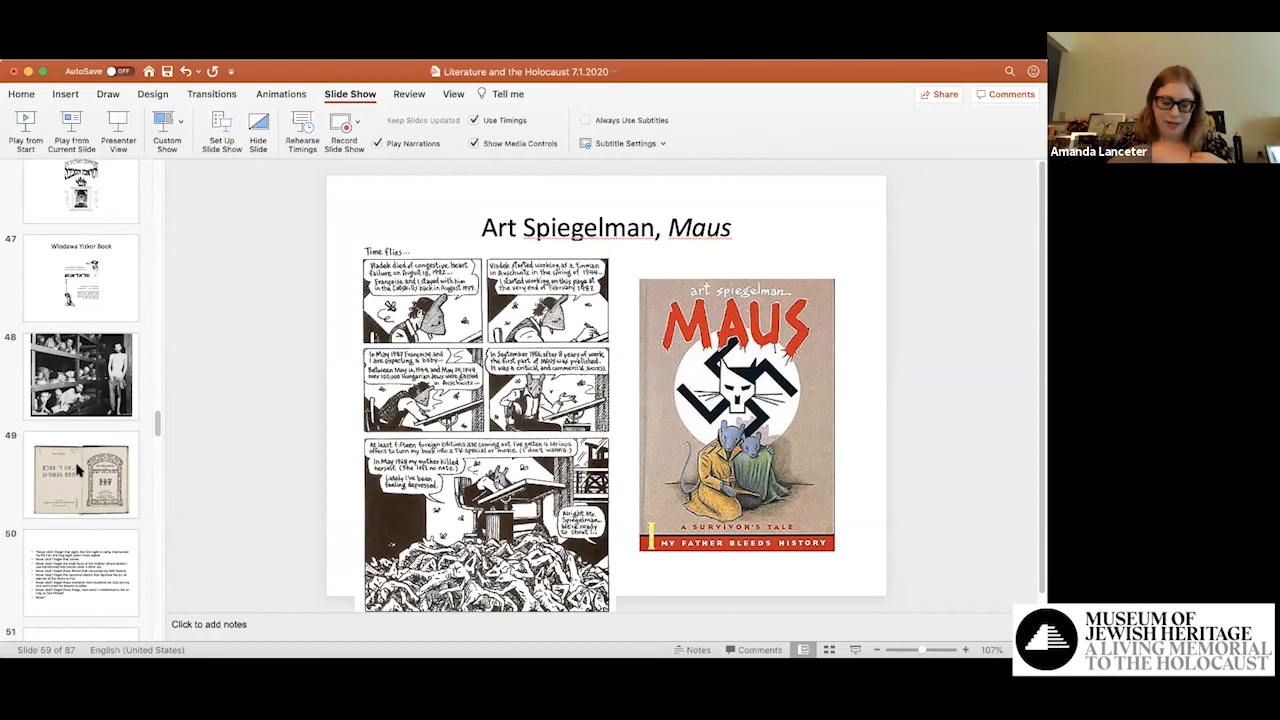 AutoSave OFF
Literature and the Holocaust 7.1.2020
Home Insert Draw Design Transitions Animations Slide Show Review View Tell me
Share Comments
Play from Start
Play from Current Slide
Presenter View
Custom Show
Set Up Slide Show
Hide Slide
Rehearse Timings
Record Slide Show
Keep Slides Updated
Play Narrations
Use Timings
Show Media Controls
Always Use Subtitles
Subtitle Settings
Amanda Lanceter
47
Wlodawa Yizkor Book
48
49
50
51
Art Spiegelman, Maus
Time flies...
Vladek died of congestive heart
failure on August 18, 1982...
Françoise and I stayed with him
in the Catskills back in August 1979.
Vladek started working as a tinman
in Auschwitz in the spring of 1944...
I started working on this page at
the very end of February 1987.
In May 1987 Françoise and
I are expecting a baby...
Between May 16, 1944, and May 24, 1944
over 100,000 Hungarian Jews were gassed
in Auschwitz...
In September 1986, after 8 years of work,
the first part of MAUS was published.
It was a critical and commercial success.
At least fifteen foreign editions are coming out. I've gotten 4 serious
offers to turn my book into a TV special or movie. (I don't wanna.)
In May 1968 my mother killed
herself. (She left no note.)
Lately I've been
feeling depressed.
Alright Mr.
Spiegelman...
We're ready
to shoot!...
art spiegelman
MAUS
A SURVIVOR'S TALE
I MY FATHER BLEEDS HISTORY
Click to add notes
Slide 59 of 87 English (United States)
Notes Comments 107%
MUSEUM OF
JEWISH HERITAGE
A LIVING MEMORIAL
TO THE HOLOCAUST